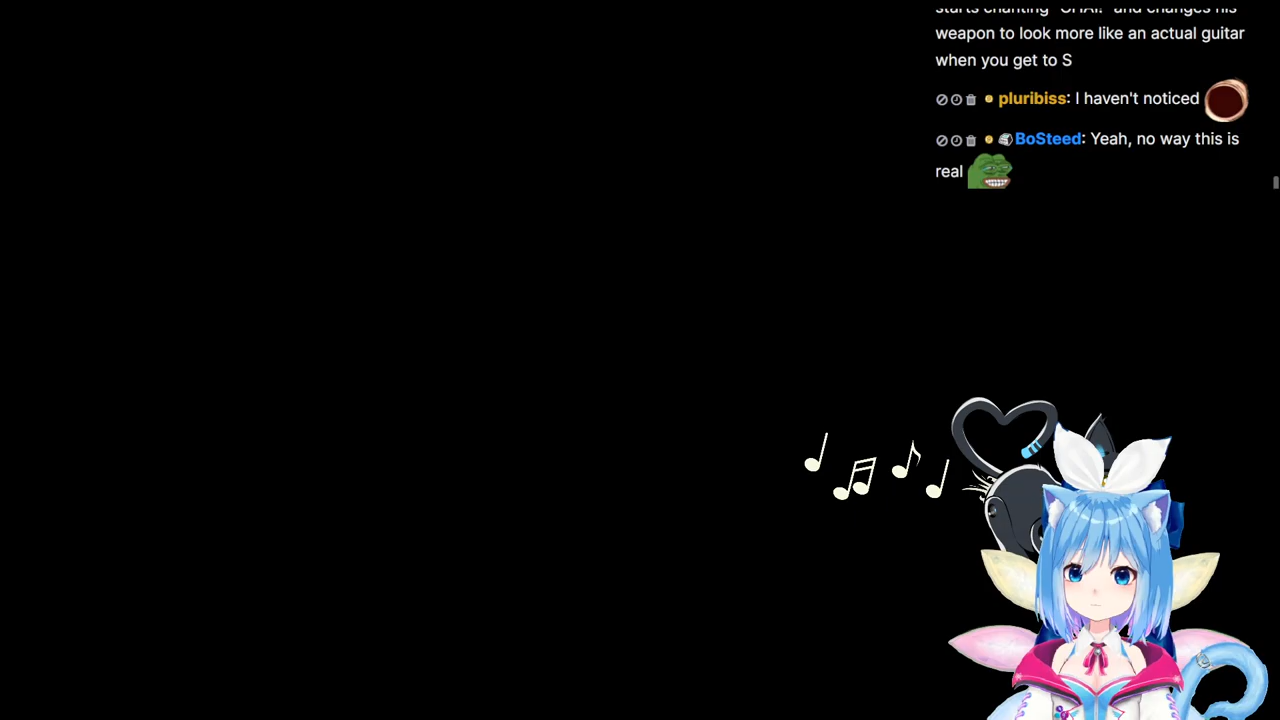 weapon to look more like an actual guitar
when you get to S
pluribiss: I haven't noticed
BoSteed: Yeah, no way this is
real